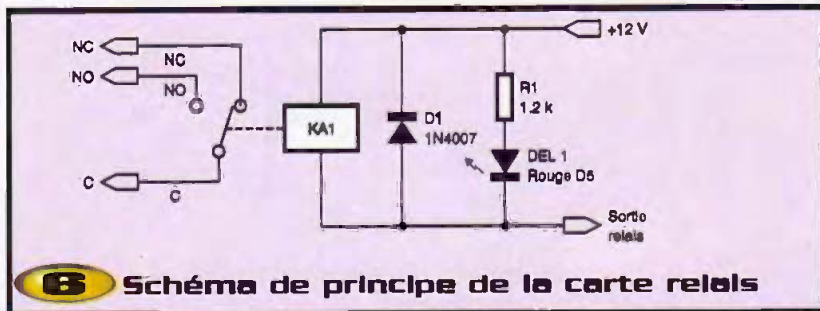 NC
NC
NO
NO
C
C
KA1
D1
1N4007
+12 V
R1
1.2 k
DEL 1
Rouge D5
Sortie
relais
6 Schéma de principe de la carte relais